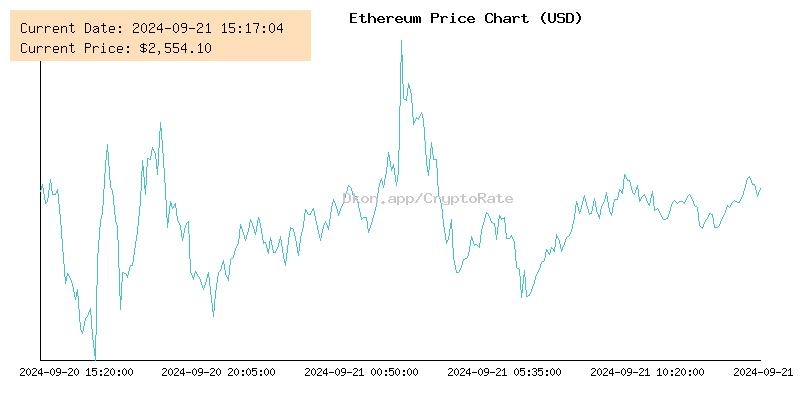 Ethereum Price Chart (USD)
Current Date: 2024-09-21 15:17:04
Current Price: $2,554.10
Dron.app/CryptoRate
2024-09-20 15:20:00
2024-09-20 20:05:00
2024-09-21 00:50:00
2024-09-21 05:35:00
2024-09-21 10:20:00
2024-09-21